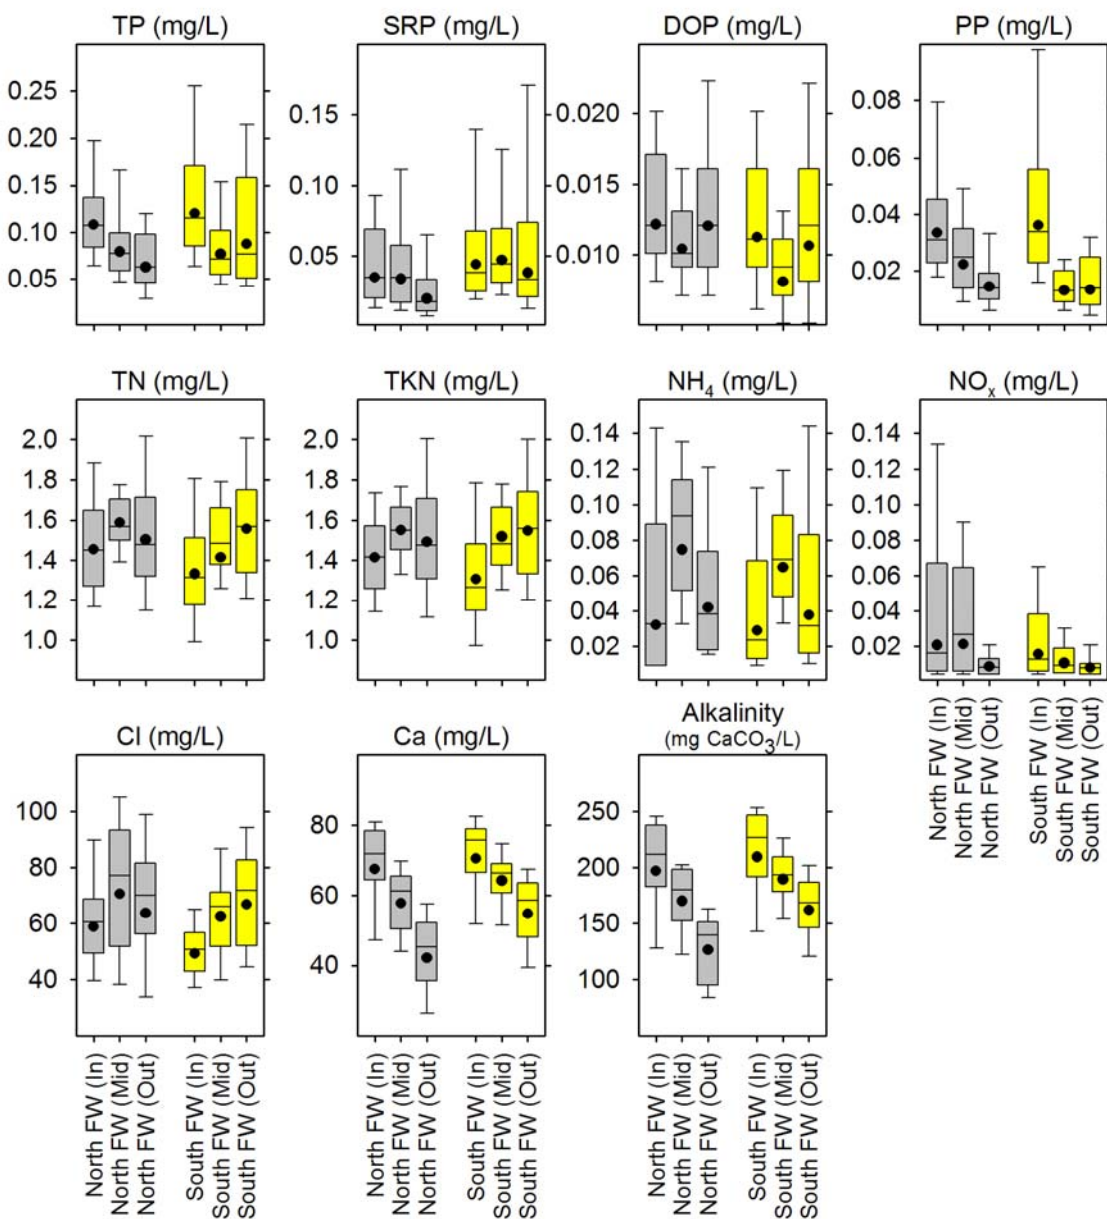 TP (mg/L)
SRP (mg/L)
DOP (mg/L)
PP (mg/L)
0.25
0.20
0.15
0.10
0.05
0.15
0.10
0.05
0.020
0.015
0.010
0.08
0.06
0.04
0.02
TN (mg/L)
TKN (mg/L)
NH₄ (mg/L)
NOₓ (mg/L)
2.0
1.8
1.6
1.4
1.2
1.0
2.0
1.8
1.6
1.4
1.2
1.0
0.14
0.12
0.10
0.08
0.06
0.04
0.02
0.14
0.12
0.10
0.08
0.06
0.04
0.02
Cl (mg/L)
Ca (mg/L)
Alkalinity
(mg CaCO₃/L)
100
80
60
40
80
60
40
250
200
150
100
North FW (In)
North FW (Mid)
North FW (Out)
South FW (In)
South FW (Mid)
South FW (Out)
North FW (In)
North FW (Mid)
North FW (Out)
South FW (In)
South FW (Mid)
South FW (Out)
North FW (In)
North FW (Mid)
North FW (Out)
South FW (In)
South FW (Mid)
South FW (Out)
North FW (In)
North FW (Mid)
North FW (Out)
South FW (In)
South FW (Mid)
South FW (Out)